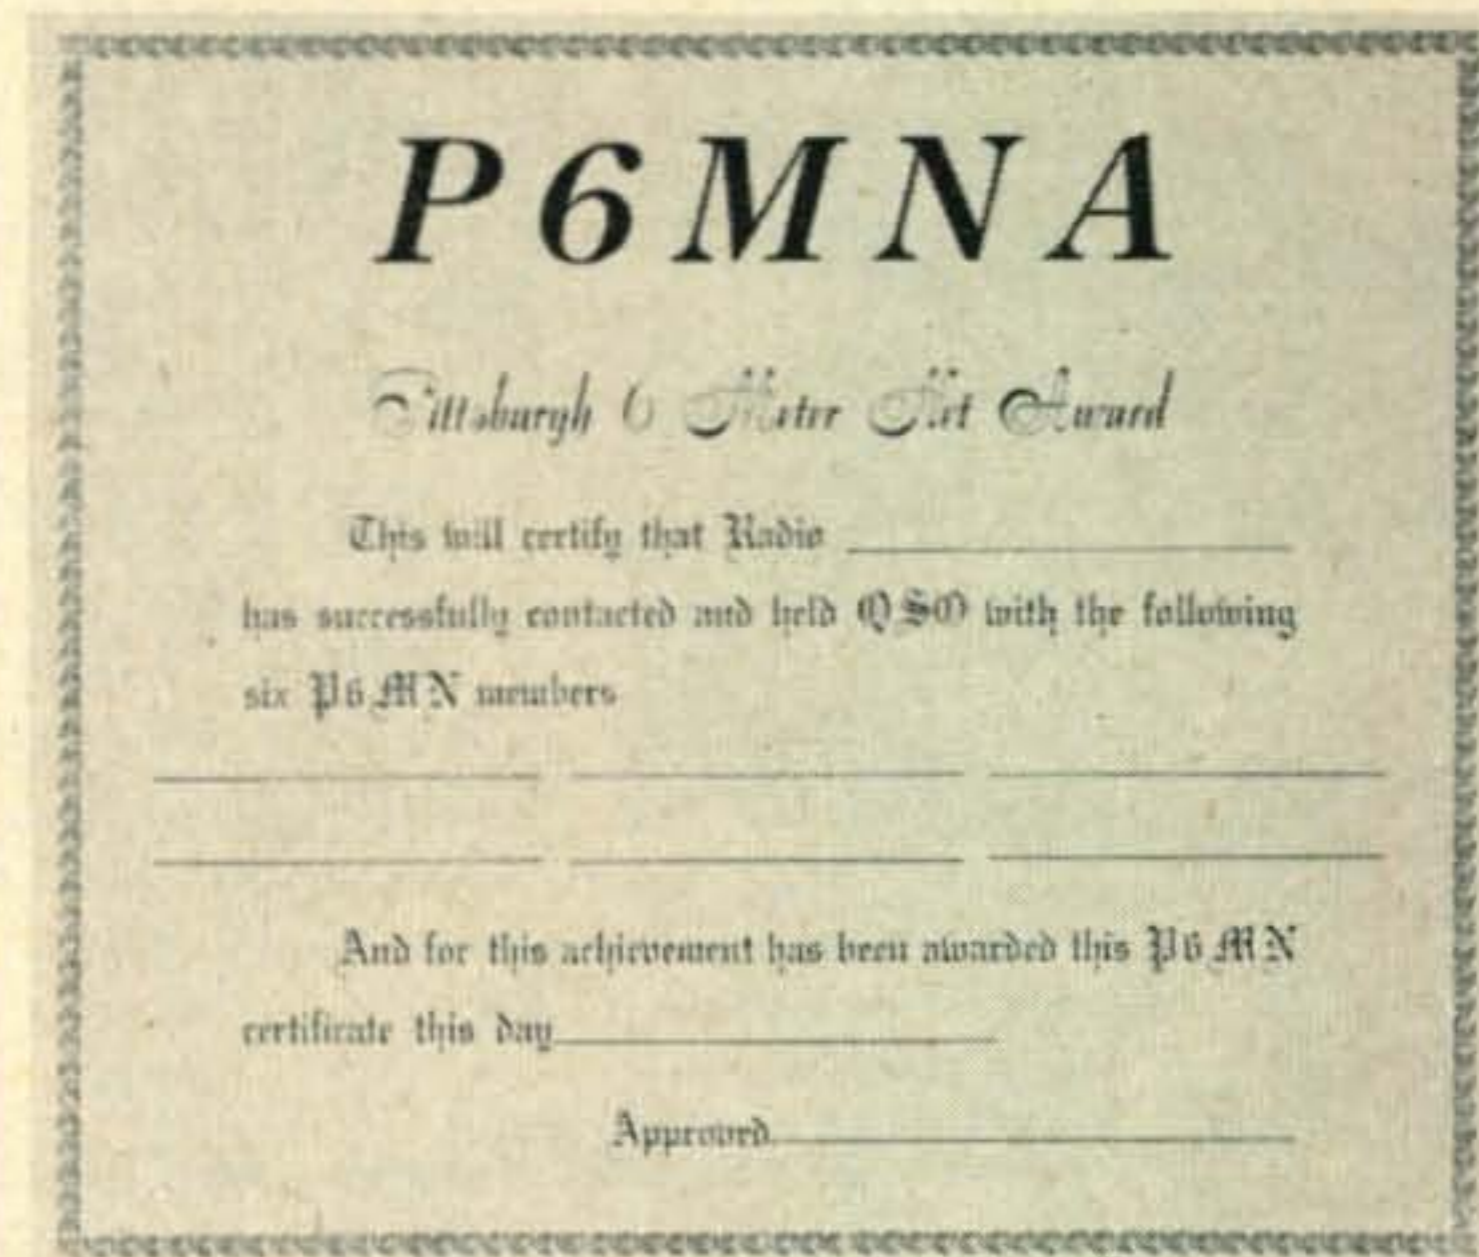 P6MNA
Pittsburgh 6 Meter Net Award
This will certify that Radio
has successfully contacted and held QSO with the following
six P6MN members
And for this achievement has been awarded this P6MN
certificate this day
Approved